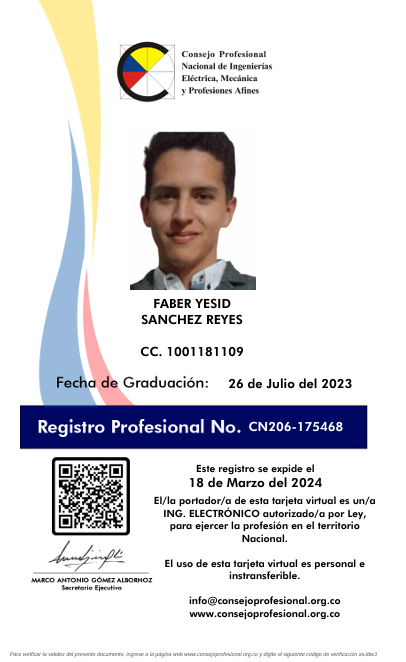 Consejo Profesional
Nacional de Ingenierías
Eléctrica, Mecánica
y Profesiones Afines
FABER YESID
SANCHEZ REYES
CC. 1001181109
Fecha de Graduación: 26 de Julio del 2023
Registro Profesional No. CN206-175468
Este registro se expide el
18 de Marzo del 2024
El/la portador/a de esta tarjeta virtual es un/a
ING. ELECTRÓNICO autorizado/a por Ley,
para ejercer la profesión en el territorio
Nacional.
El uso de esta tarjeta virtual es personal e
instransferible.
info@consejoprofesional.org.co
www.consejoprofesional.org.co
MARCO ANTONIO GÓMEZ ALBORNOZ
Secretario Ejecutivo
Para verificar la validez del presente documento, ingrese a la página web www.consejoprofesional.org.co y digite el siguiente código de verificación